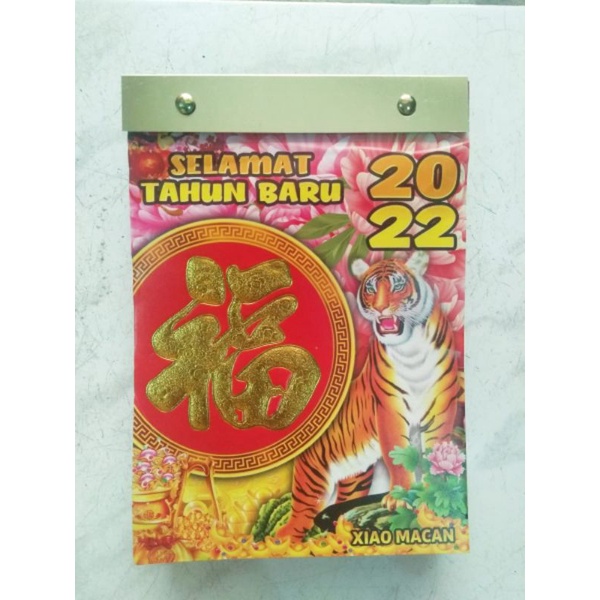 SELAMAT
TAHUN BARU
20
22
福
XIAO MACAN